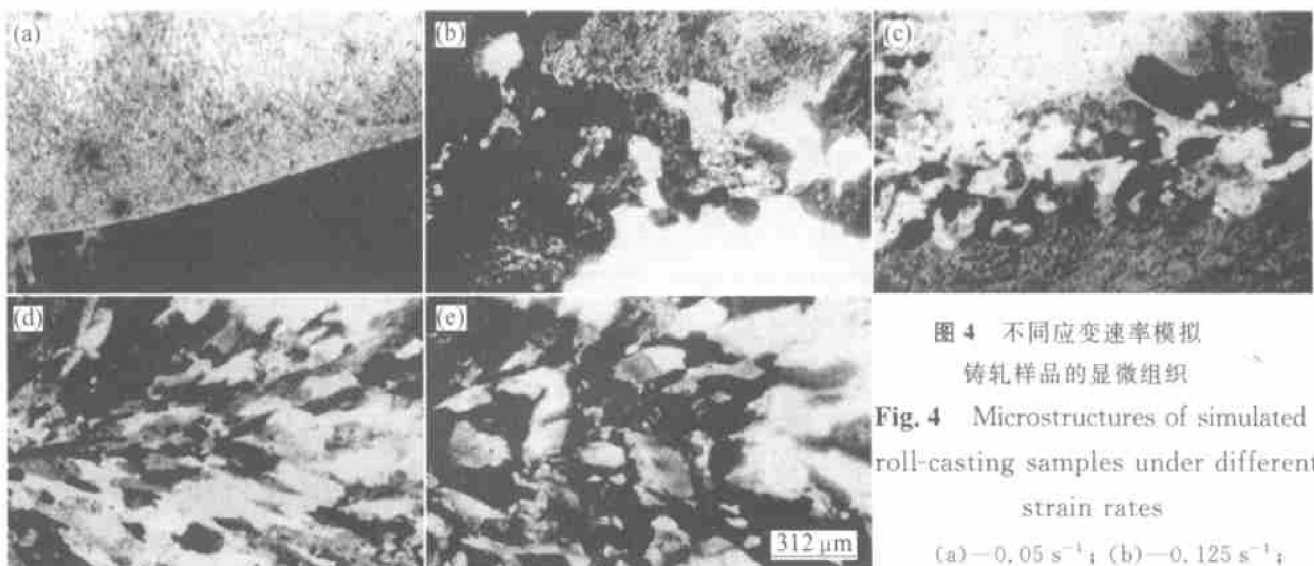 (a)
(b)
(c)
(d)
(e)
312 μm
图 4 不同应变速率模拟
铸轧样品的显微组织
Fig. 4 Microstructures of simulated
roll-casting samples under different
strain rates
(a)—0.05 s⁻¹; (b)—0.125 s⁻¹;